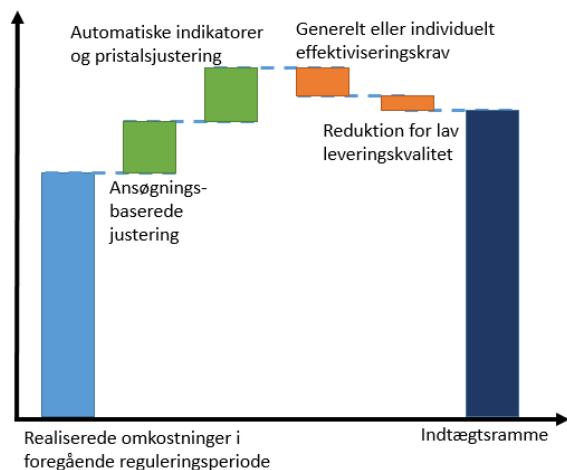 Automatiske indikatorer
og pristalsjustering
Generelt eller individuelt
effektiviseringskrav
Ansøgnings-
baserede
justering
Reduktion for lav
leveringskvalitet
Realiserede omkostninger i
foregående reguleringsperiode
Indtægtsramme